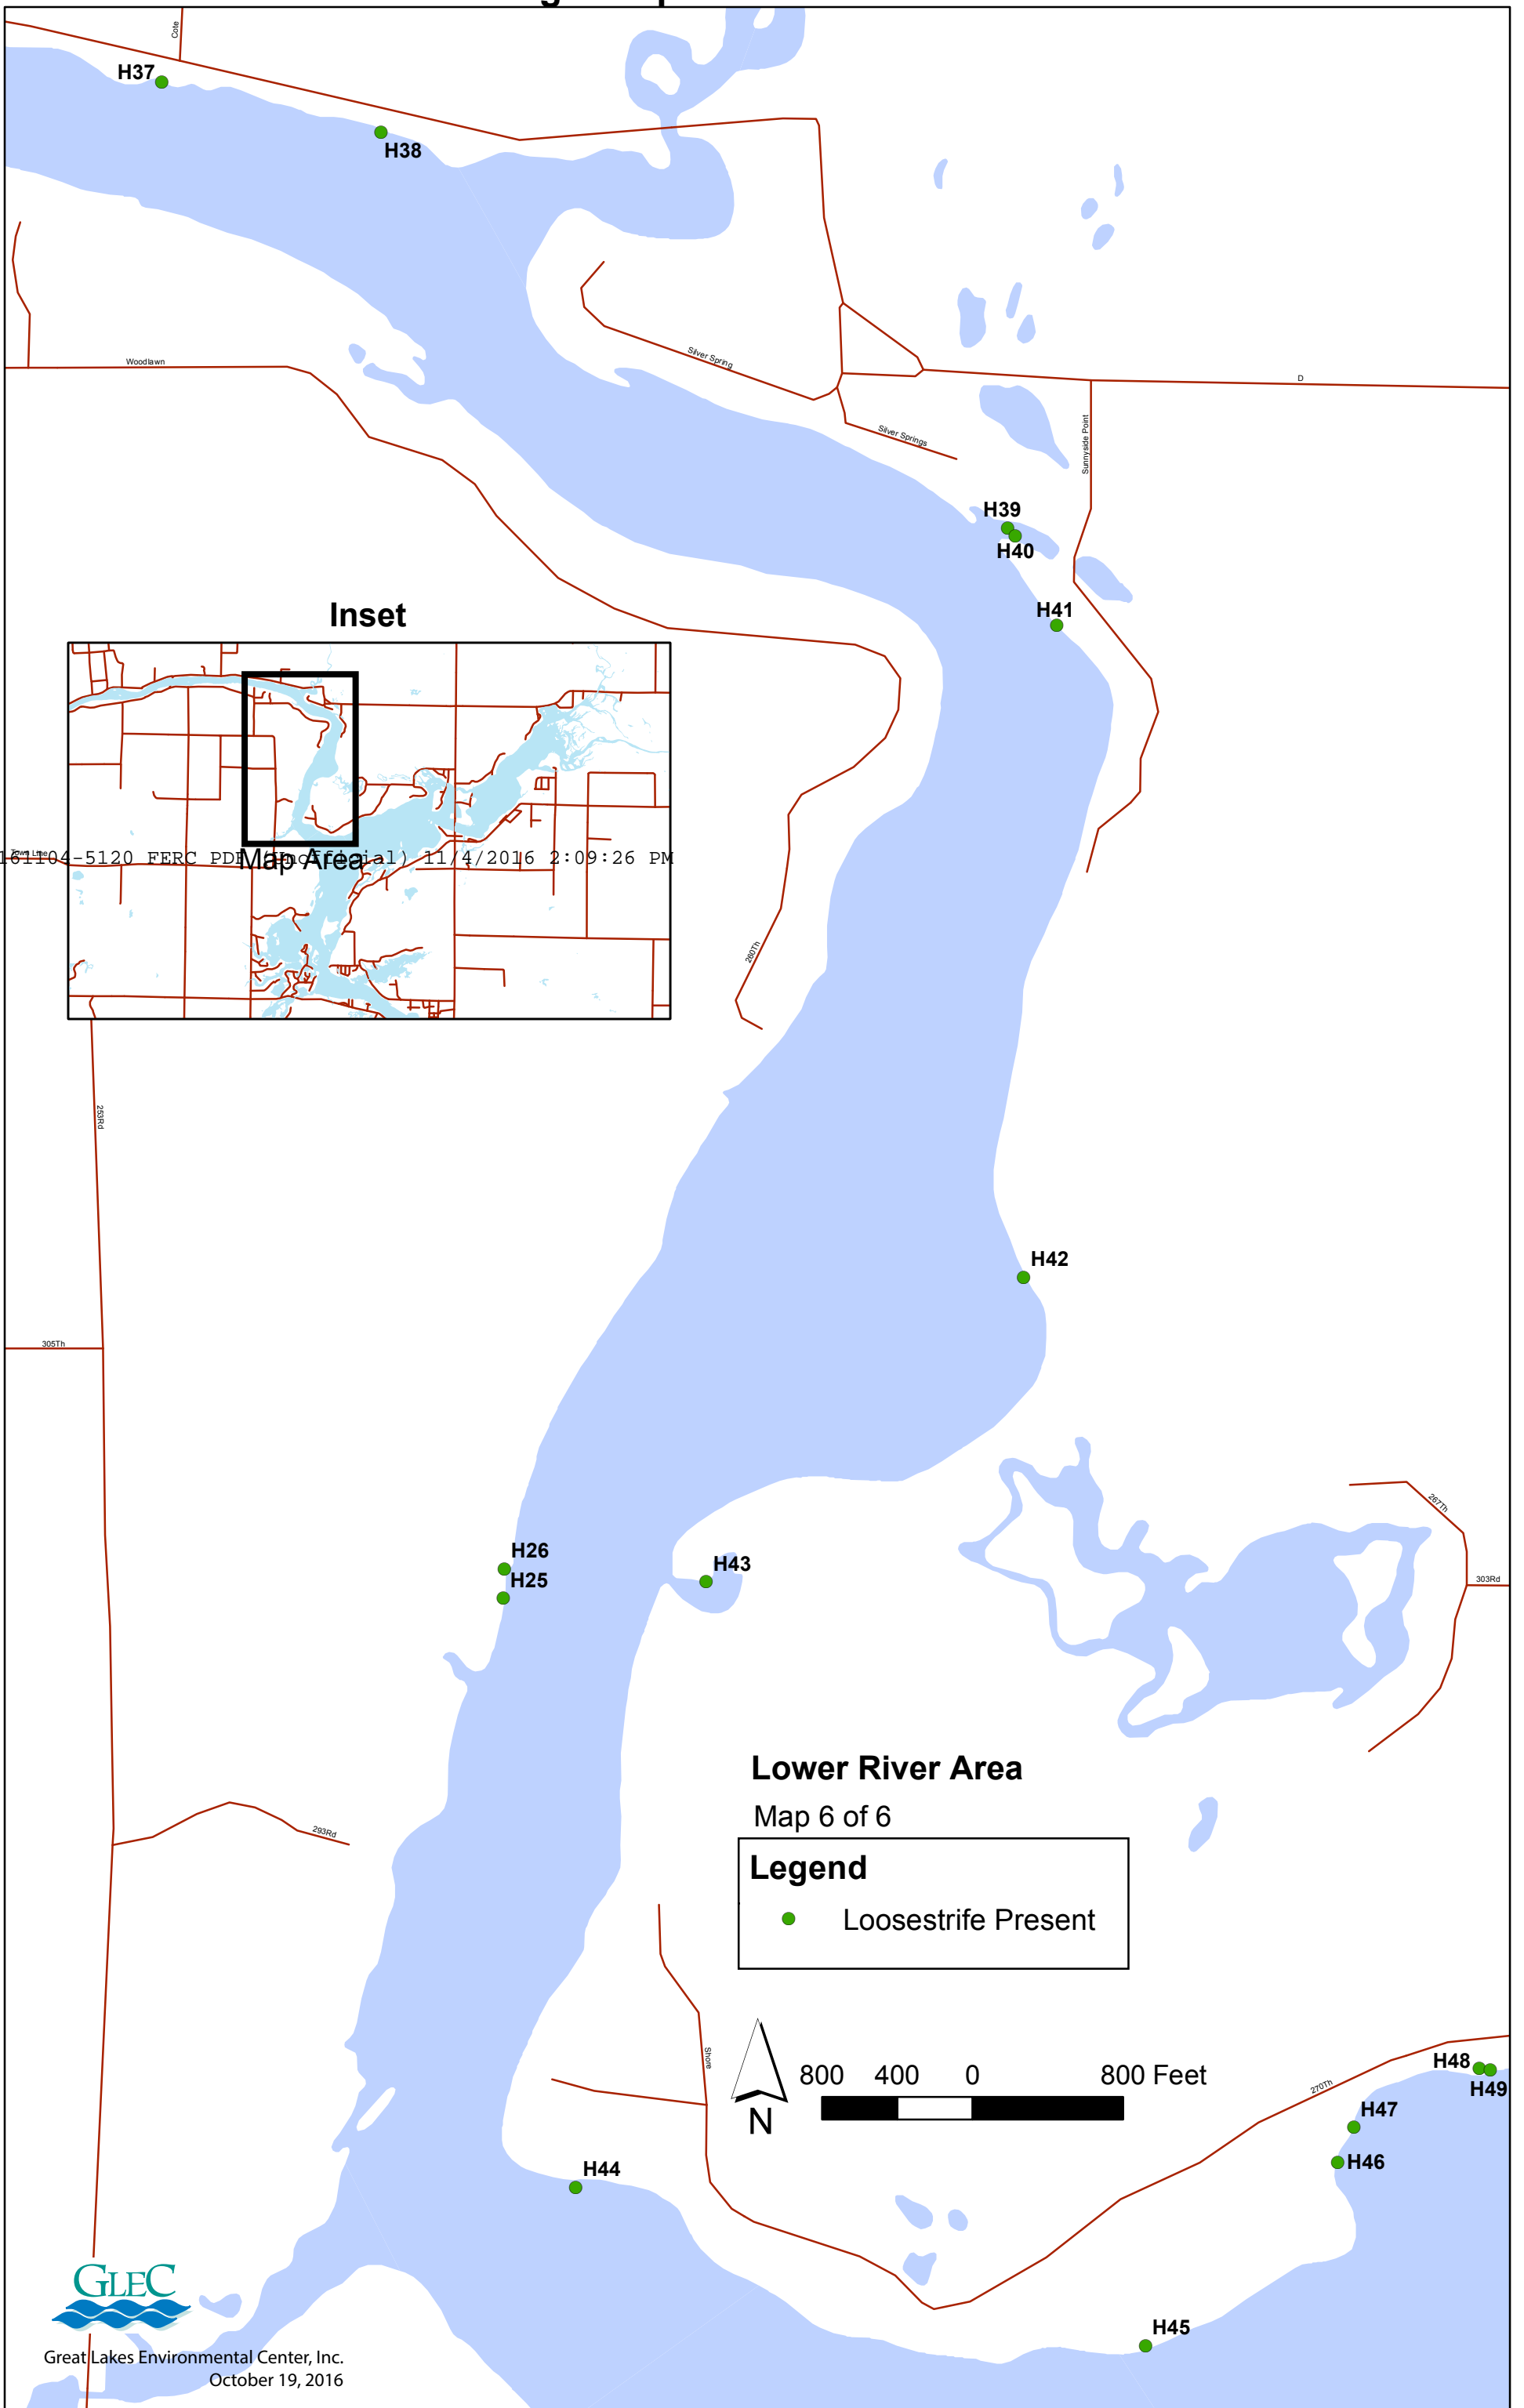 Cote
H37
H38
Woodlawn
Silver Spring
D
Silver Springs
Sunnyside Point
H39
H40
H41
Inset
Town Line
161104-5120 FERC PDF (Unofficial) 11/4/2016 2:09:26 PM
Map Area
260Th
253Rd
H42
305Th
267Th
303Rd
H26
H25
H43
Lower River Area
Map 6 of 6
Legend
Loosestrife Present
293Rd
Shore
800 400 0 800 Feet
N
270Th
H48
H49
H47
H46
H44
H45
GLEC
Great Lakes Environmental Center, Inc.
October 19, 2016